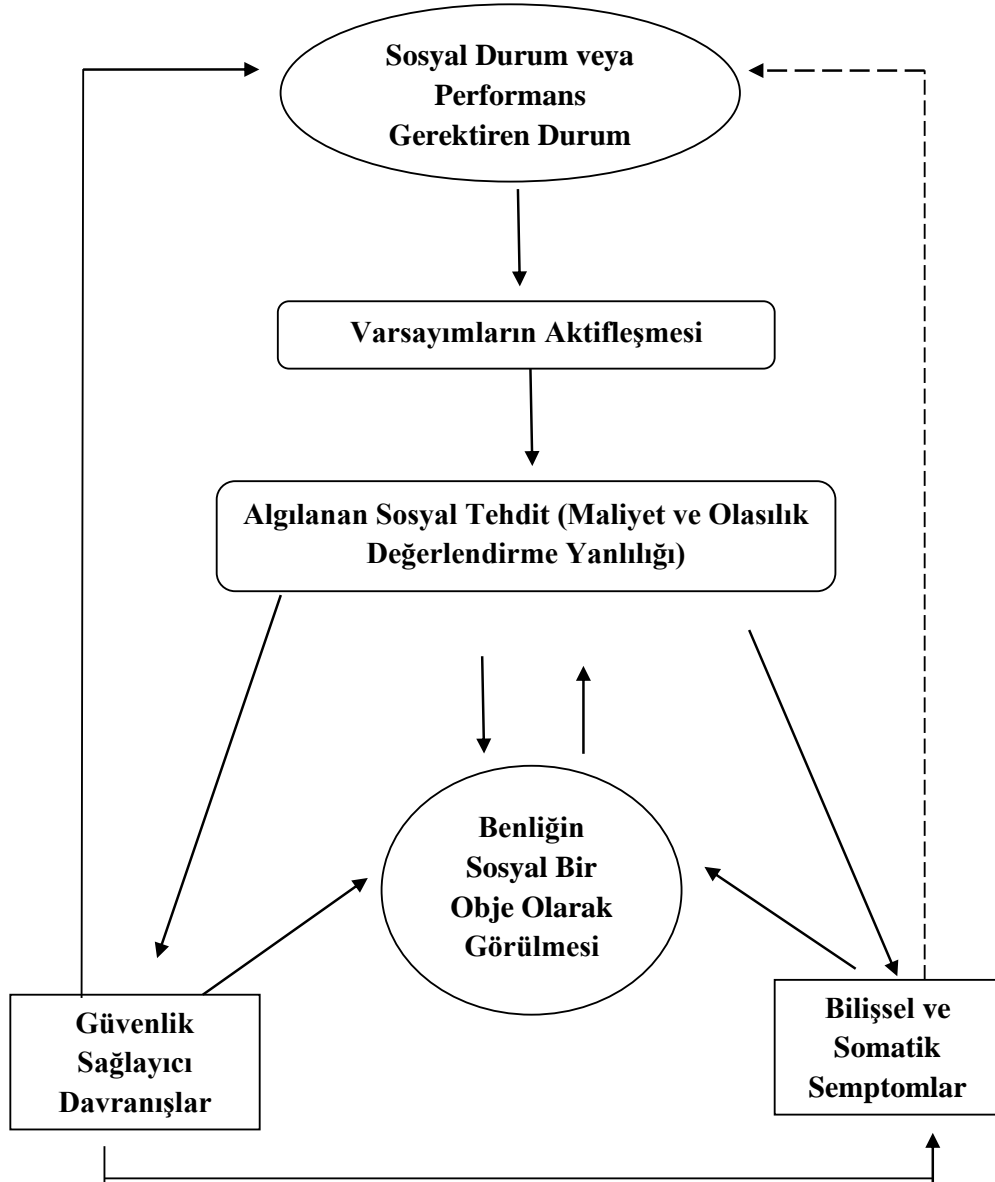 Sosyal Durum veya
Performans
Gerektiren Durum
Varsayımların Aktifleşmesi
Algılanan Sosyal Tehdit (Maliyet ve Olasılık
Değerlendirme Yanlılığı)
Benliğin
Sosyal Bir
Obje Olarak
Görülmesi
Güvenlik
Sağlayıcı
Davranışlar
Bilişsel ve
Somatik
Semptomlar